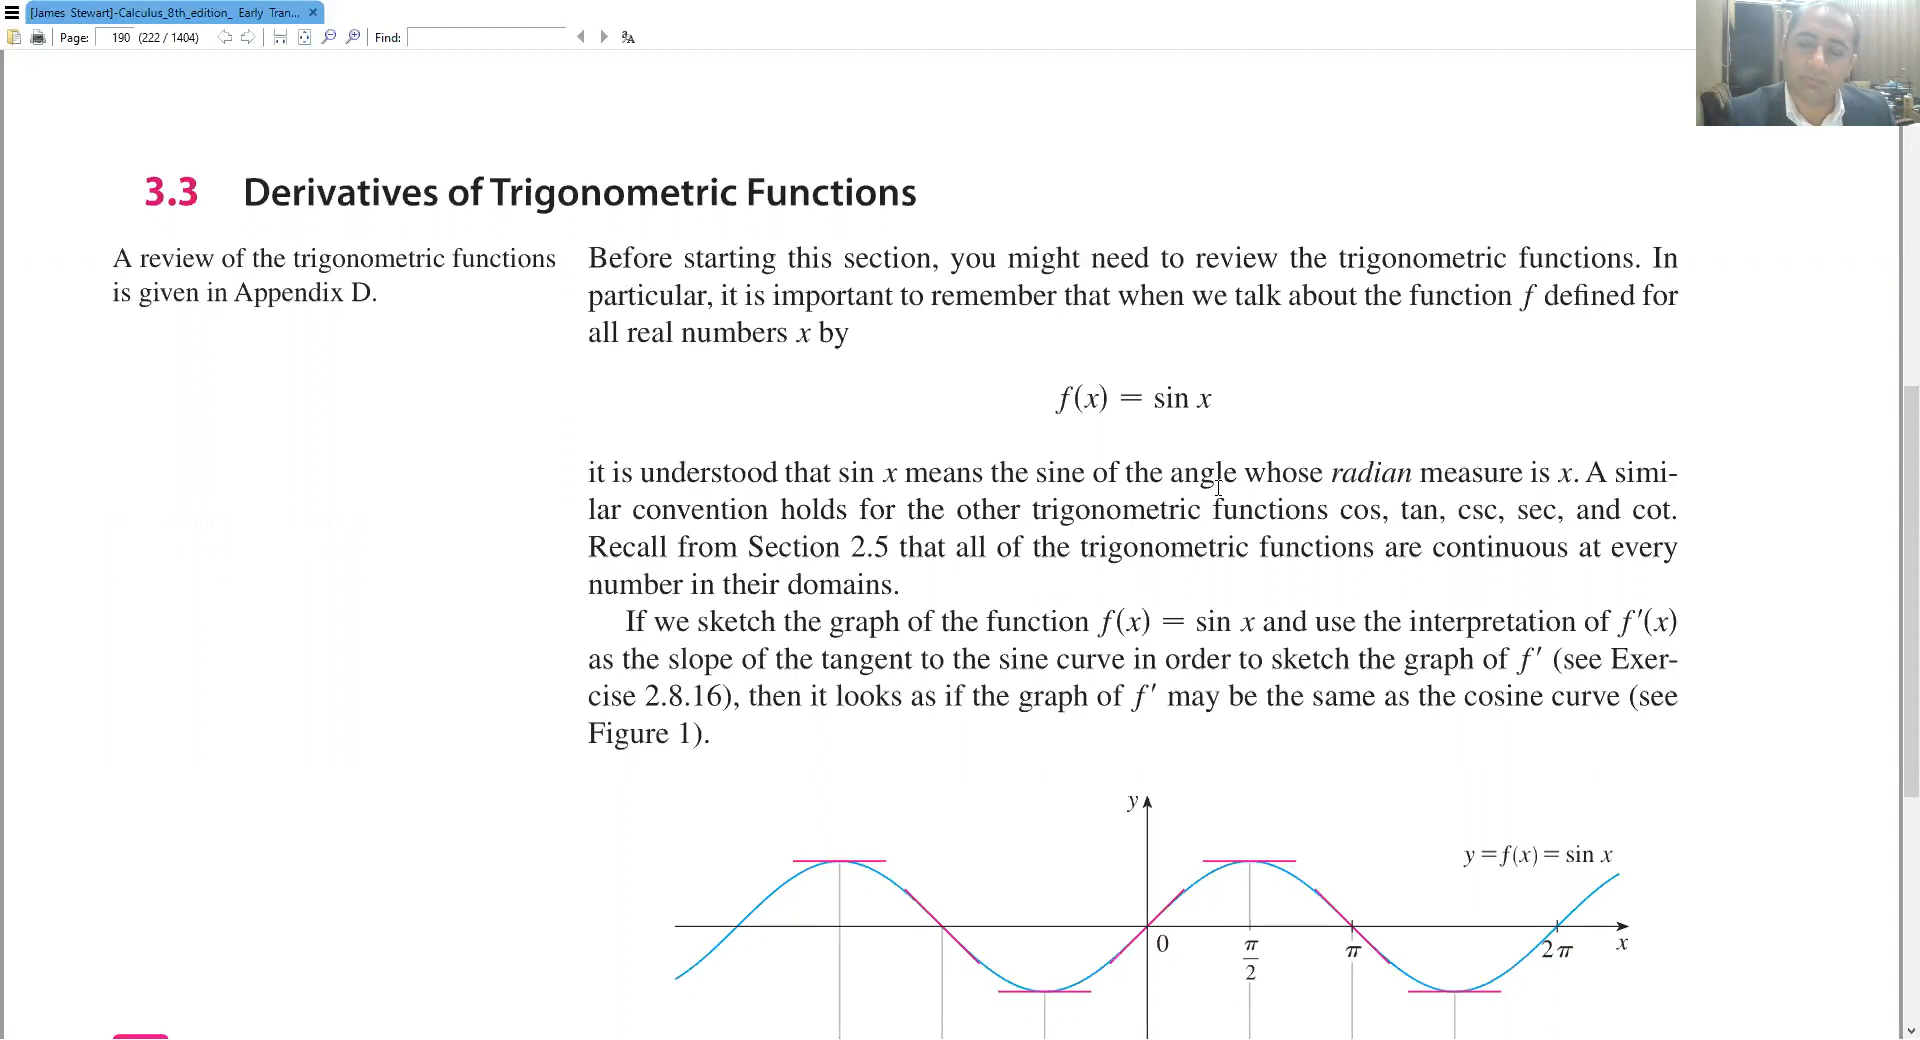 [James Stewart]-Calculus_8th_edition_ Early Tran... ×
Page: 190 (222 / 1404) Find:
3.3 Derivatives of Trigonometric Functions
A review of the trigonometric functions
is given in Appendix D.
Before starting this section, you might need to review the trigonometric functions. In
particular, it is important to remember that when we talk about the function f defined for
all real numbers x by
f(x) = sin x
it is understood that sin x means the sine of the angle whose radian measure is x. A simi-
lar convention holds for the other trigonometric functions cos, tan, csc, sec, and cot.
Recall from Section 2.5 that all of the trigonometric functions are continuous at every
number in their domains.
If we sketch the graph of the function f(x) = sin x and use the interpretation of f′(x)
as the slope of the tangent to the sine curve in order to sketch the graph of f′ (see Exer-
cise 2.8.16), then it looks as if the graph of f′ may be the same as the cosine curve (see
Figure 1).
y
y = f(x) = sin x
0 π/2 π 2π x